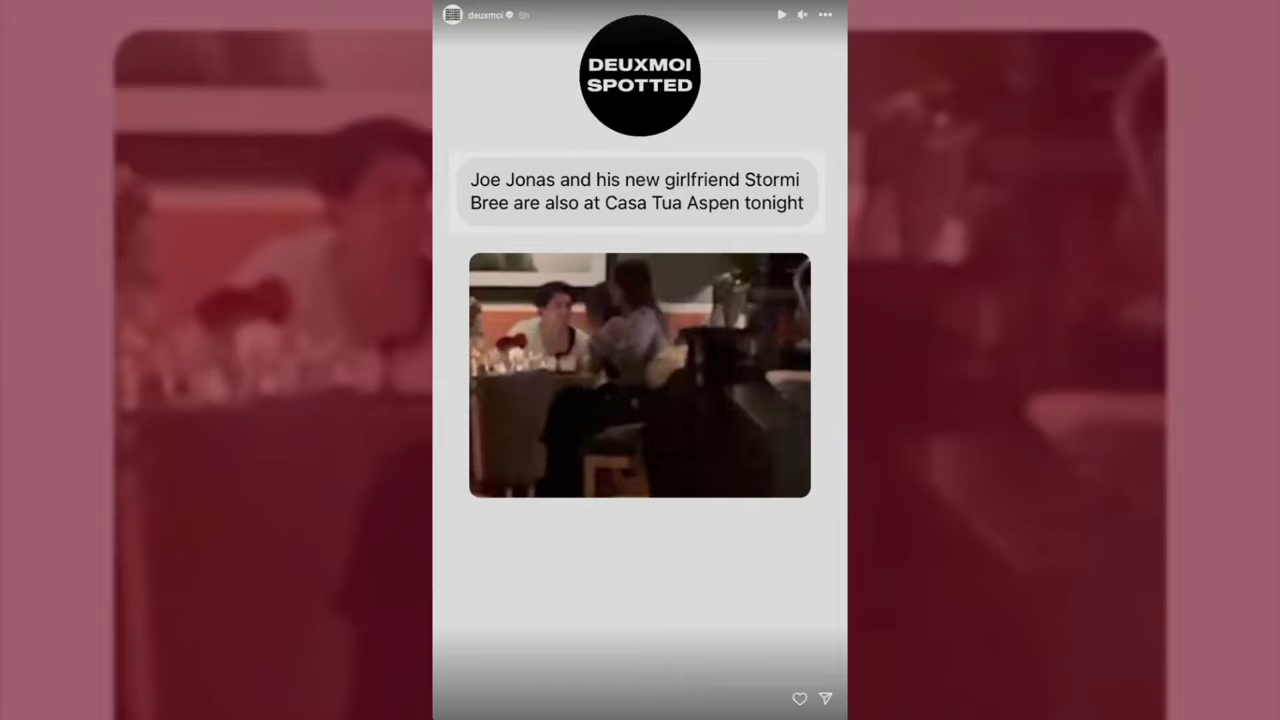 deuxmoi 5h
DEUXMOI
SPOTTED
Joe Jonas and his new girlfriend Stormi
Bree are also at Casa Tua Aspen tonight